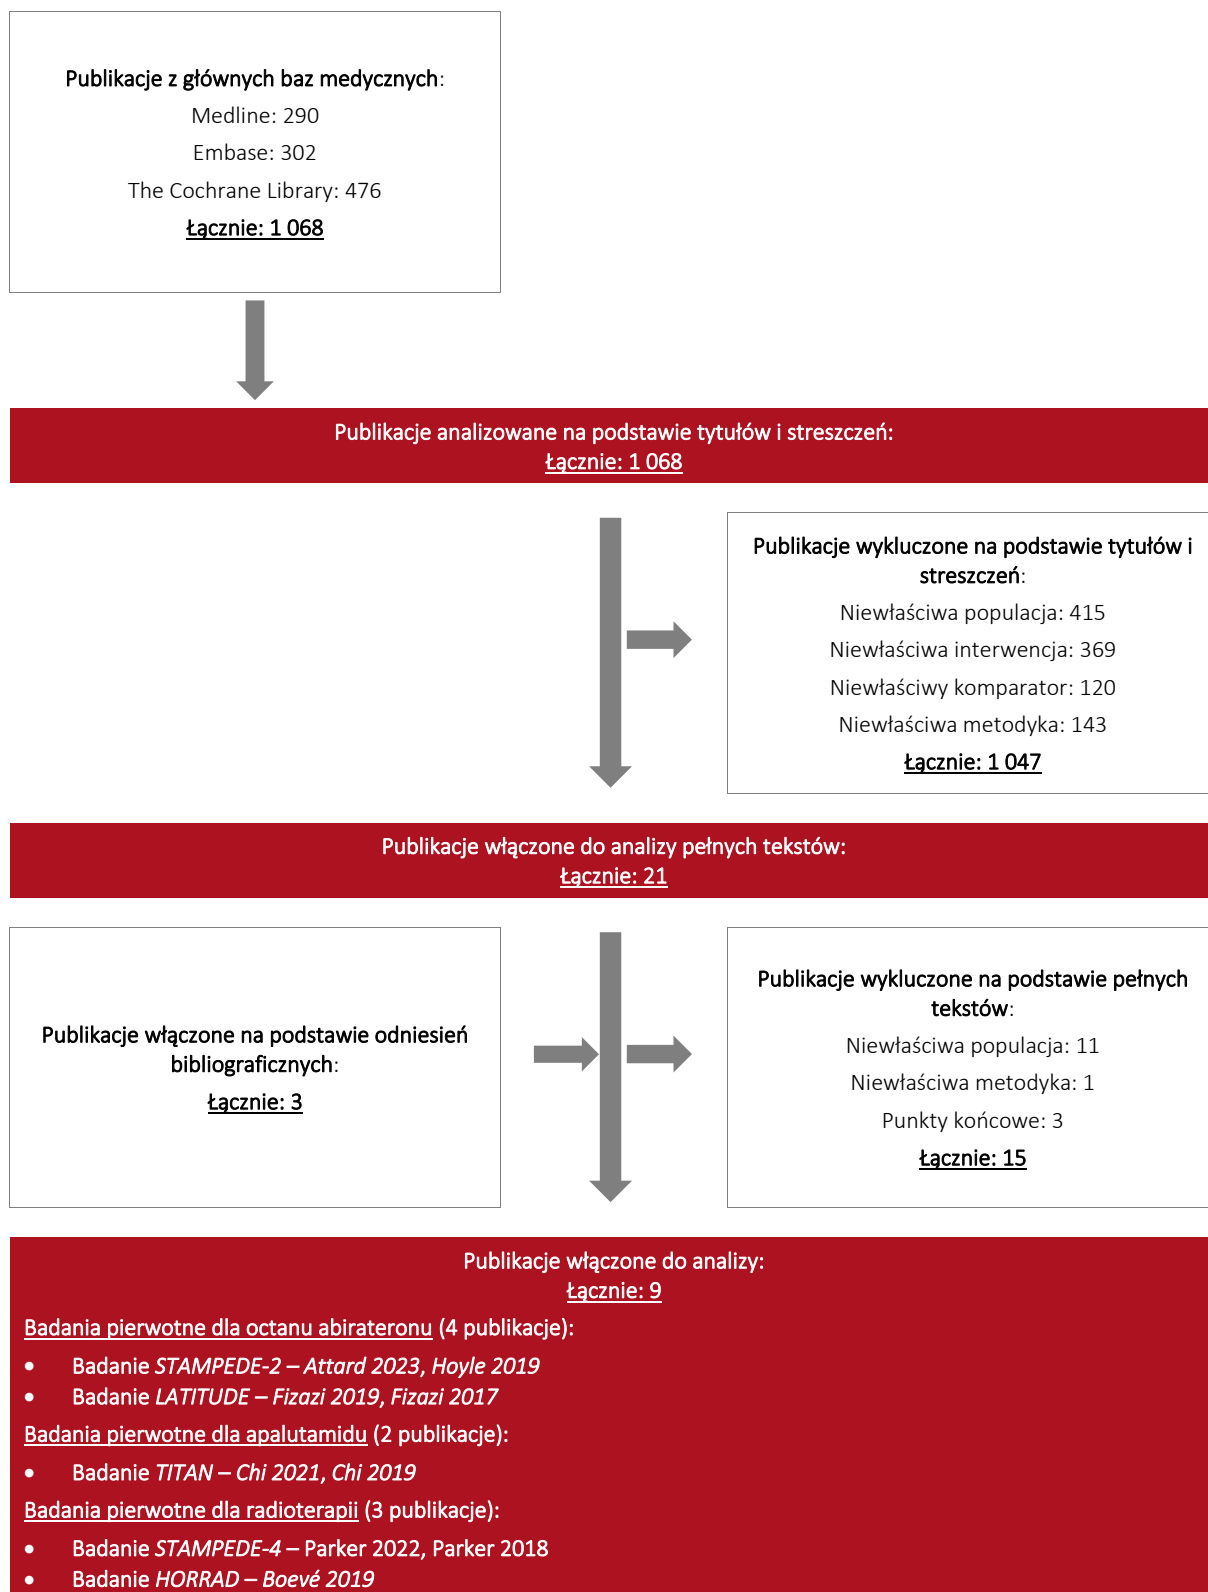 Publikacje z głównych baz medycznych:
Medline: 290
Embase: 302
The Cochrane Library: 476
Łącznie: 1 068
Publikacje analizowane na podstawie tytułów i streszczeń:
Łącznie: 1 068
Publikacje wykluczone na podstawie tytułów i
streszczeń:
Niewłaściwa populacja: 415
Niewłaściwa interwencja: 369
Niewłaściwy komparator: 120
Niewłaściwa metodyka: 143
Łącznie: 1 047
Publikacje włączone do analizy pełnych tekstów:
Łącznie: 21
Publikacje włączone na podstawie odniesień
bibliograficznych:
Łącznie: 3
Publikacje wykluczone na podstawie pełnych
tekstów:
Niewłaściwa populacja: 11
Niewłaściwa metodyka: 1
Punkty końcowe: 3
Łącznie: 15
Publikacje włączone do analizy:
Łącznie: 9
Badania pierwotne dla octanu abirateronu (4 publikacje):
• Badanie STAMPEDE-2 – Attard 2023, Hoyle 2019
• Badanie LATITUDE – Fizazi 2019, Fizazi 2017
Badania pierwotne dla apalutamidu (2 publikacje):
• Badanie TITAN – Chi 2021, Chi 2019
Badania pierwotne dla radioterapii (3 publikacje):
• Badanie STAMPEDE-4 – Parker 2022, Parker 2018
• Badanie HORRAD – Boevé 2019